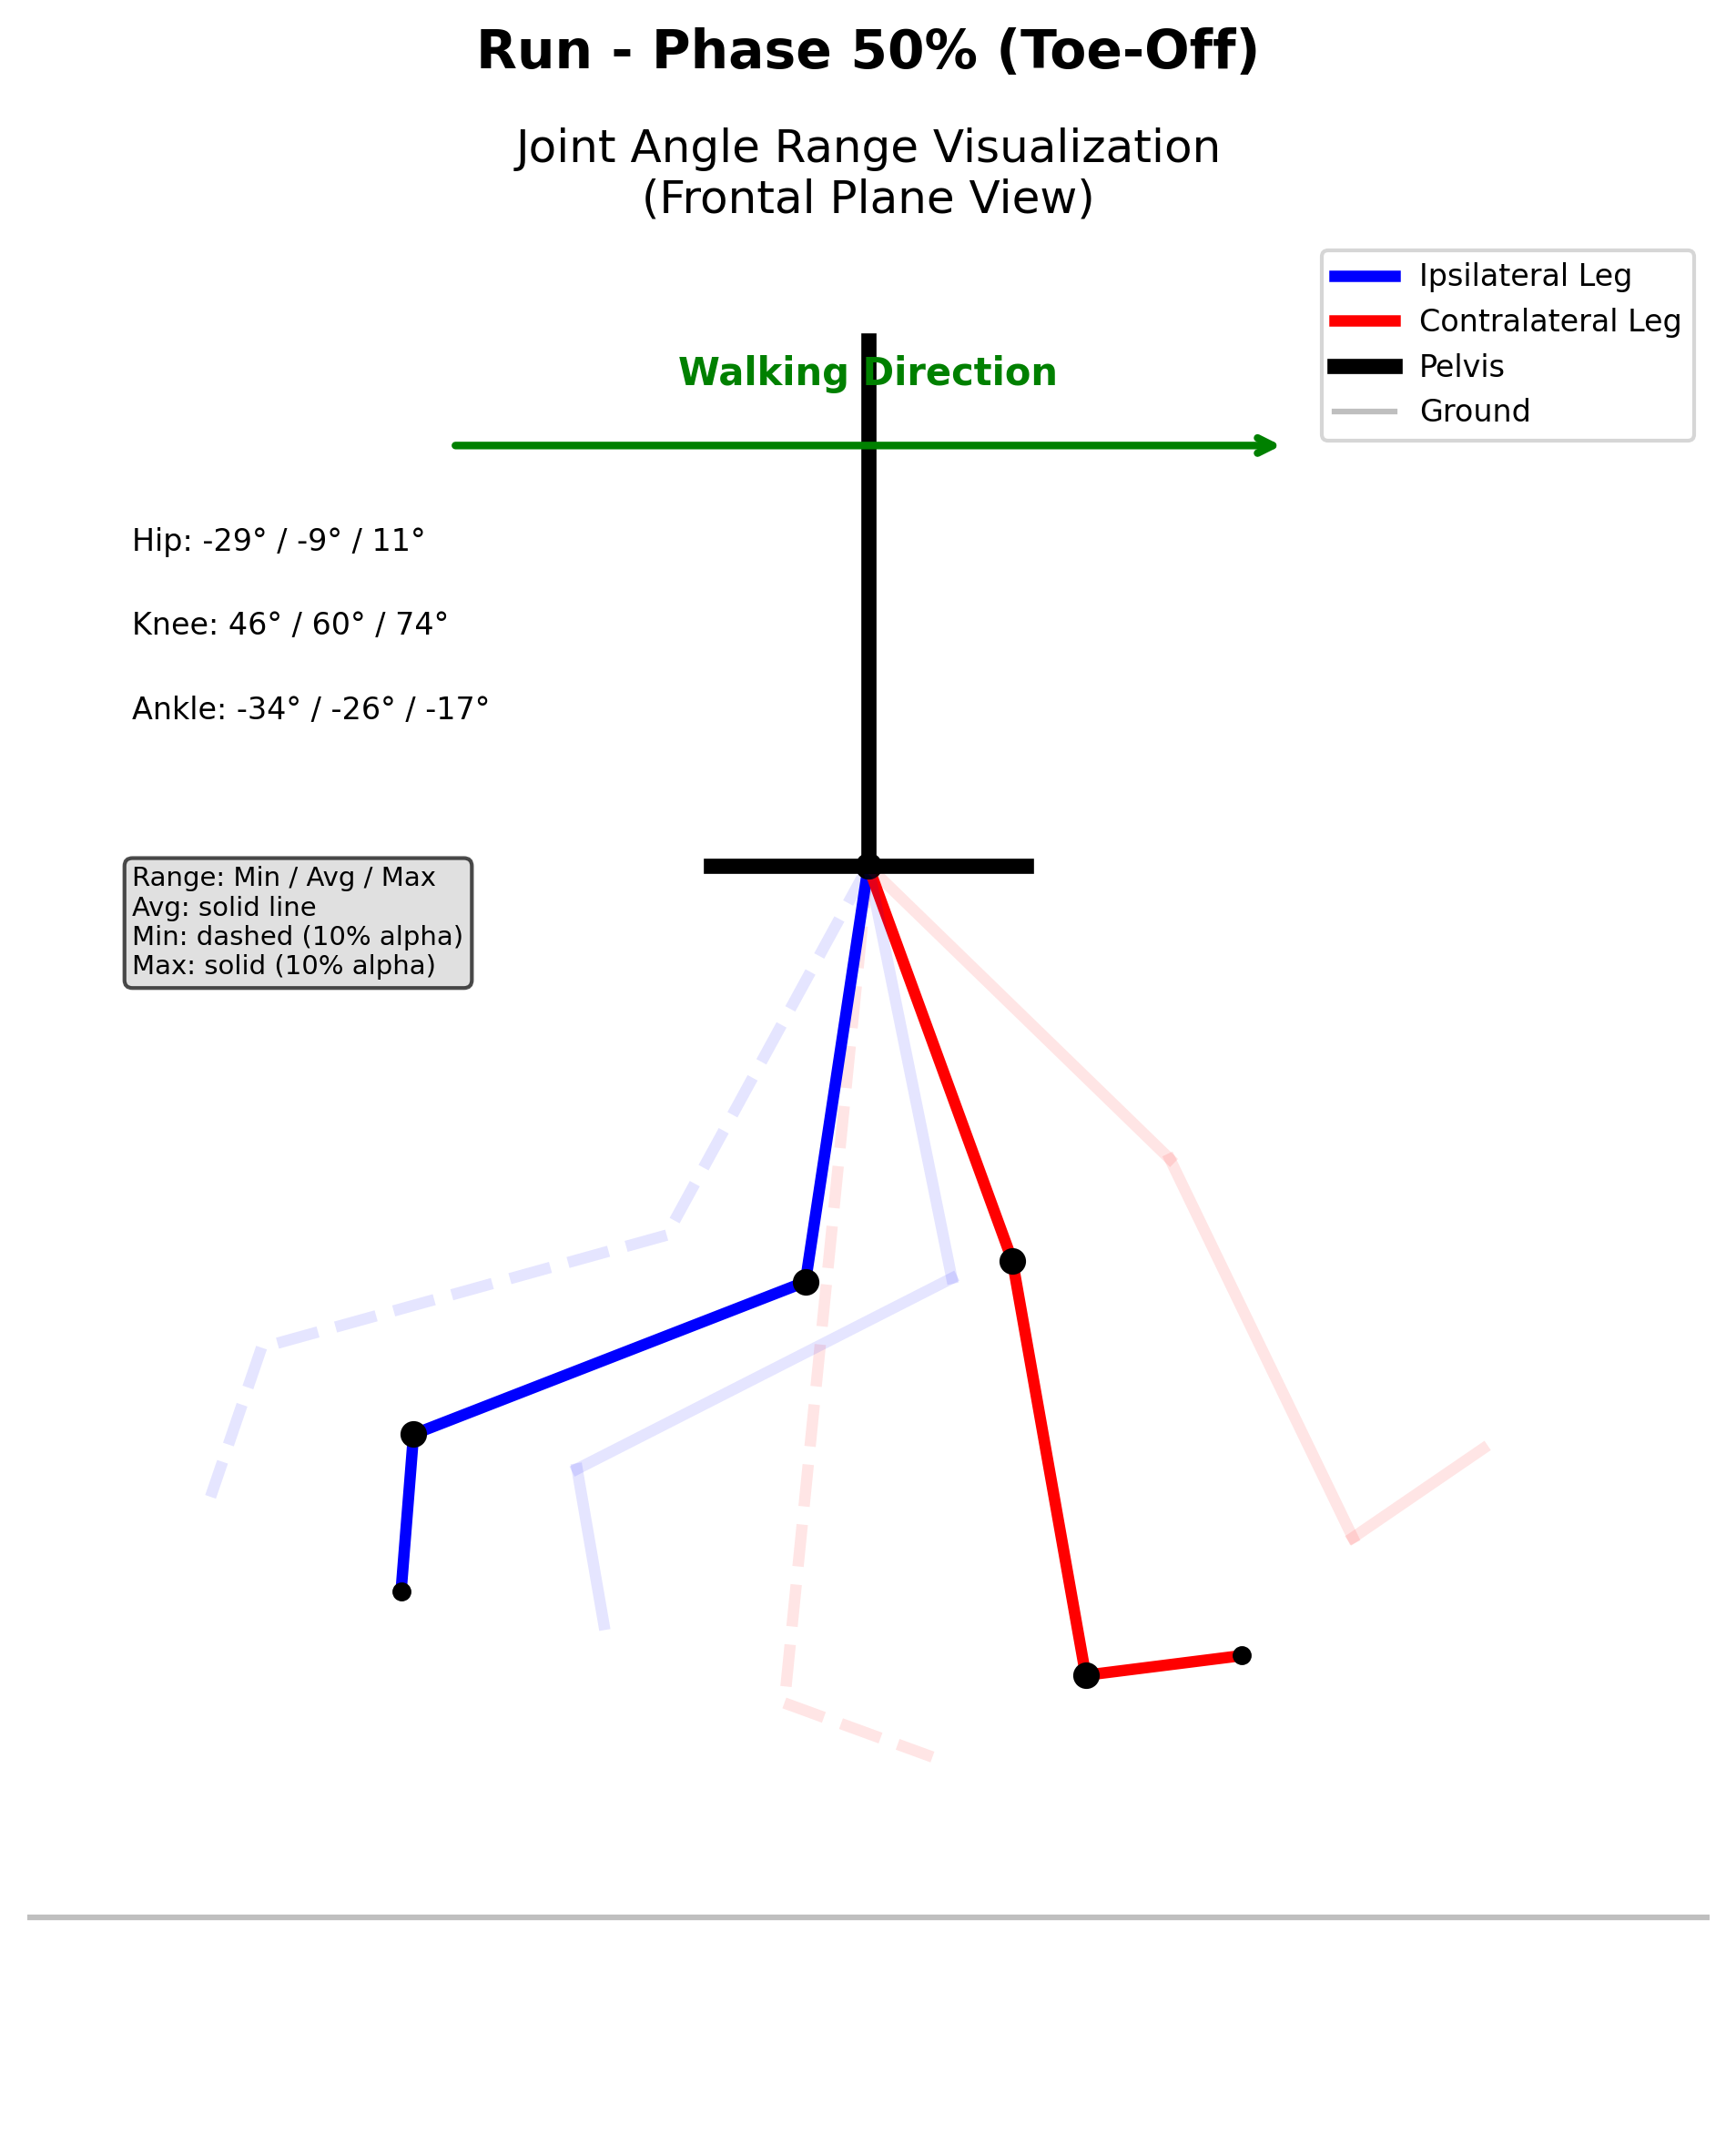 Run - Phase 50% (Toe-Off)
Joint Angle Range Visualization
(Frontal Plane View)
Ipsilateral Leg
Contralateral Leg
Pelvis
Ground
Walking Direction
Hip: -29° / -9° / 11°
Knee: 46° / 60° / 74°
Ankle: -34° / -26° / -17°
Range: Min / Avg / Max
Avg: solid line
Min: dashed (10% alpha)
Max: solid (10% alpha)